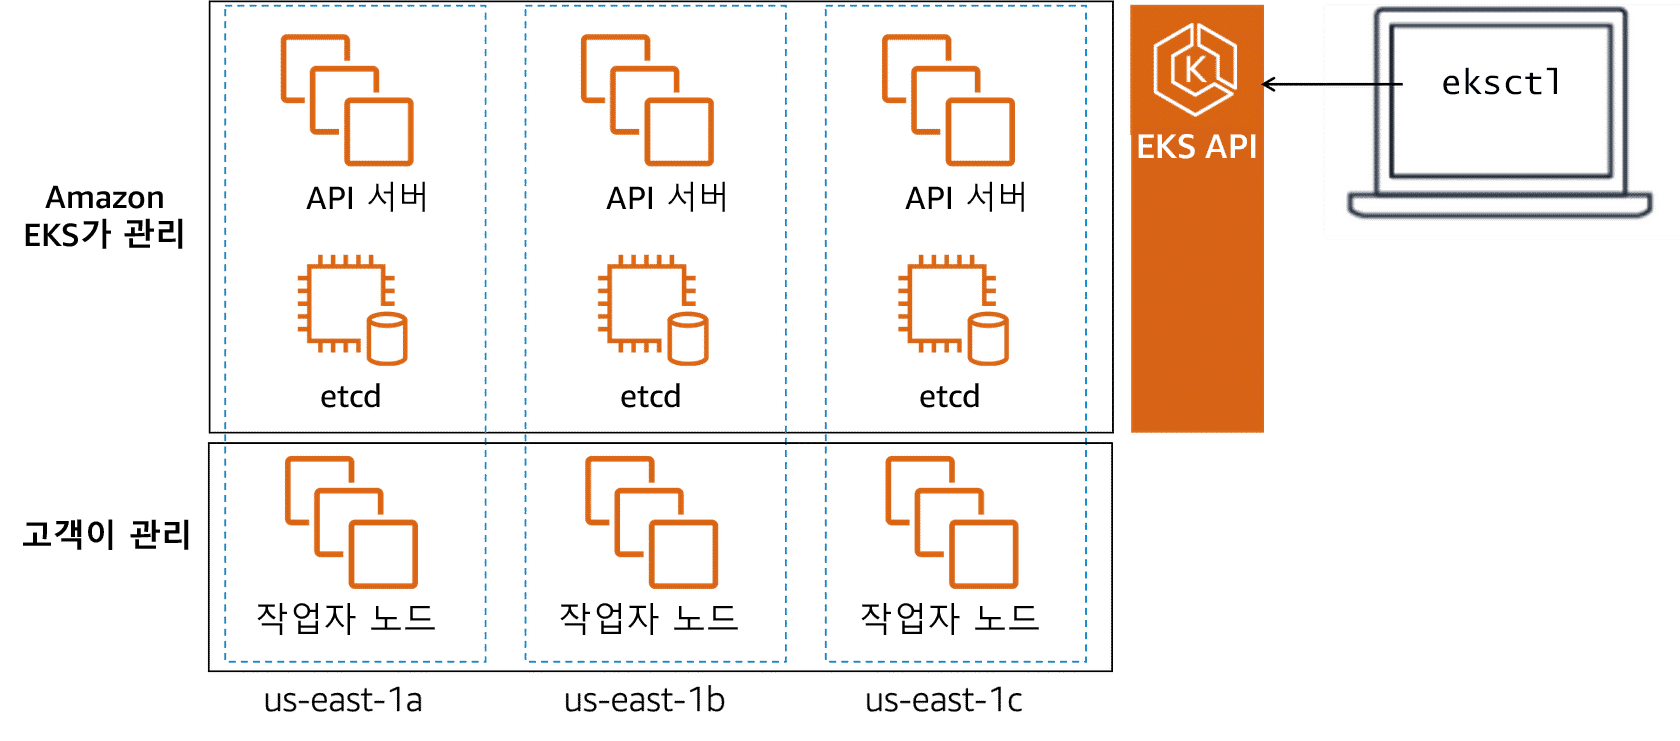 Amazon
EKS가 관리
API 서버
API 서버
API 서버
etcd
etcd
etcd
K
EKS API
eksctl
고객이 관리
작업자 노드
작업자 노드
작업자 노드
us-east-1a
us-east-1b
us-east-1c